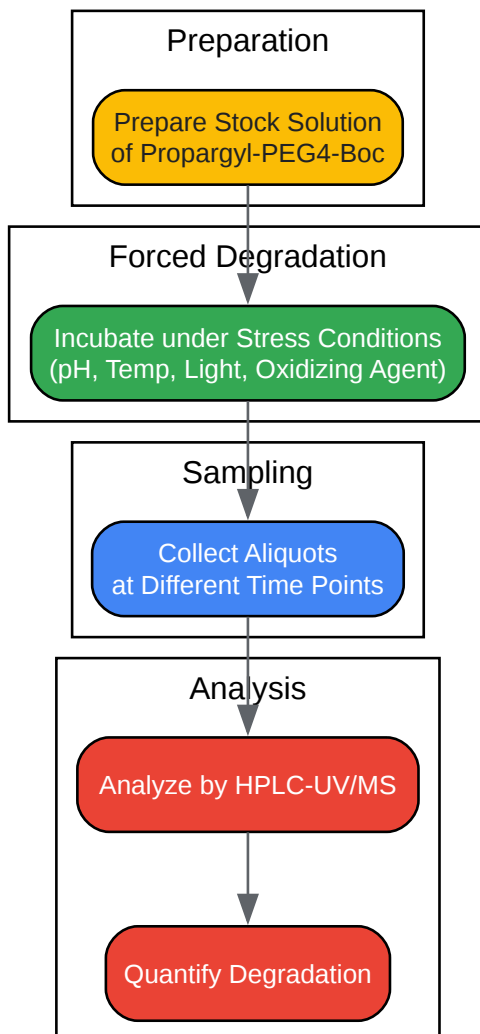 Preparation
Prepare Stock Solution
of Propargyl-PEG4-Boc
Forced Degradation
Incubate under Stress Conditions
(pH, Temp, Light, Oxidizing Agent)
Sampling
Collect Aliquots
at Different Time Points
Analysis
Analyze by HPLC-UV/MS
Quantify Degradation